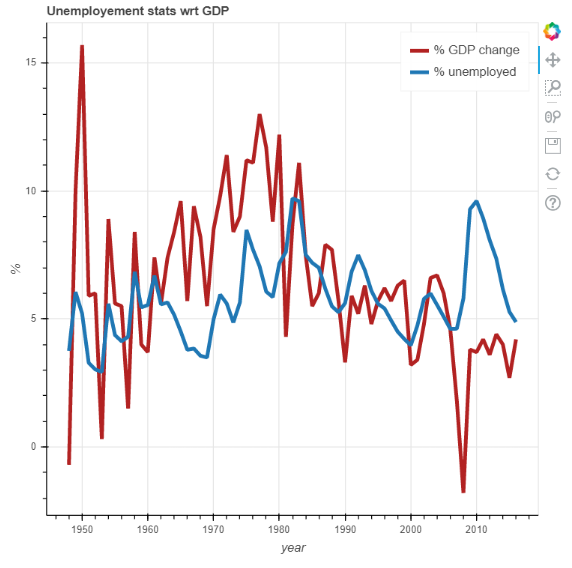 Unemployement stats wrt GDP
% GDP change
% unemployed
15
10
5
0
%
1950 1960 1970 1980 1990 2000 2010
year